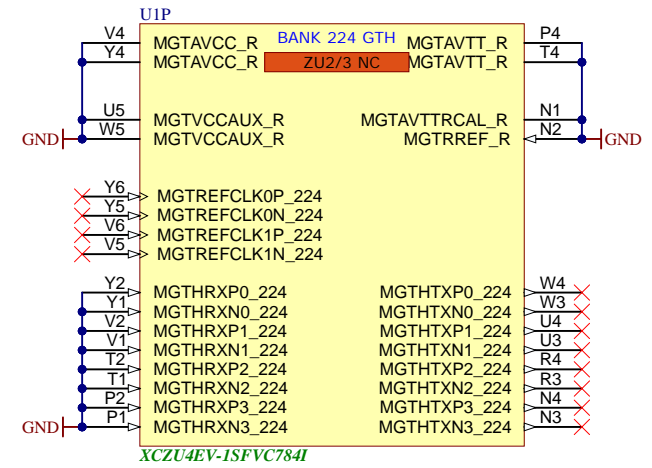 U1P
V4 MGTAVCC_R BANK 224 GTH MGTAVTT_R P4
Y4 MGTAVCC_R ZU2/3 NC MGTAVTT_R T4
U5 MGTVCCAUX_R MGTAVTTRCAL_R N1
GND W5 MGTVCCAUX_R MGTRREF_R N2 GND
Y6 MGTREFCLK0P_224
Y5 MGTREFCLK0N_224
V6 MGTREFCLK1P_224
V5 MGTREFCLK1N_224
Y2 MGTHRXP0_224 MGTHTXP0_224 W4
Y1 MGTHRXN0_224 MGTHTXN0_224 W3
V2 MGTHRXP1_224 MGTHTXP1_224 U4
V1 MGTHRXN1_224 MGTHTXN1_224 U3
T2 MGTHRXP2_224 MGTHTXP2_224 R4
T1 MGTHRXN2_224 MGTHTXN2_224 R3
P2 MGTHRXP3_224 MGTHTXP3_224 N4
GND P1 MGTHRXN3_224 MGTHTXN3_224 N3
XCZU4EV-1SFVC784I